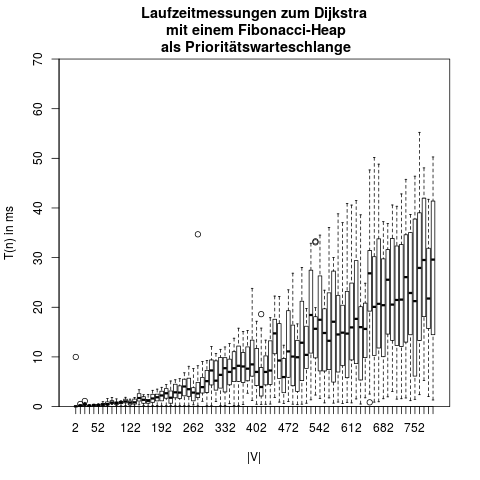 Laufzeitmessungen zum Dijkstra
mit einem Fibonacci-Heap
als Prioritätswarteschlange
70
60
50
40
30
20
10
0
T(n) in ms
2 52 122 192 262 332 402 472 542 612 682 752
|V|